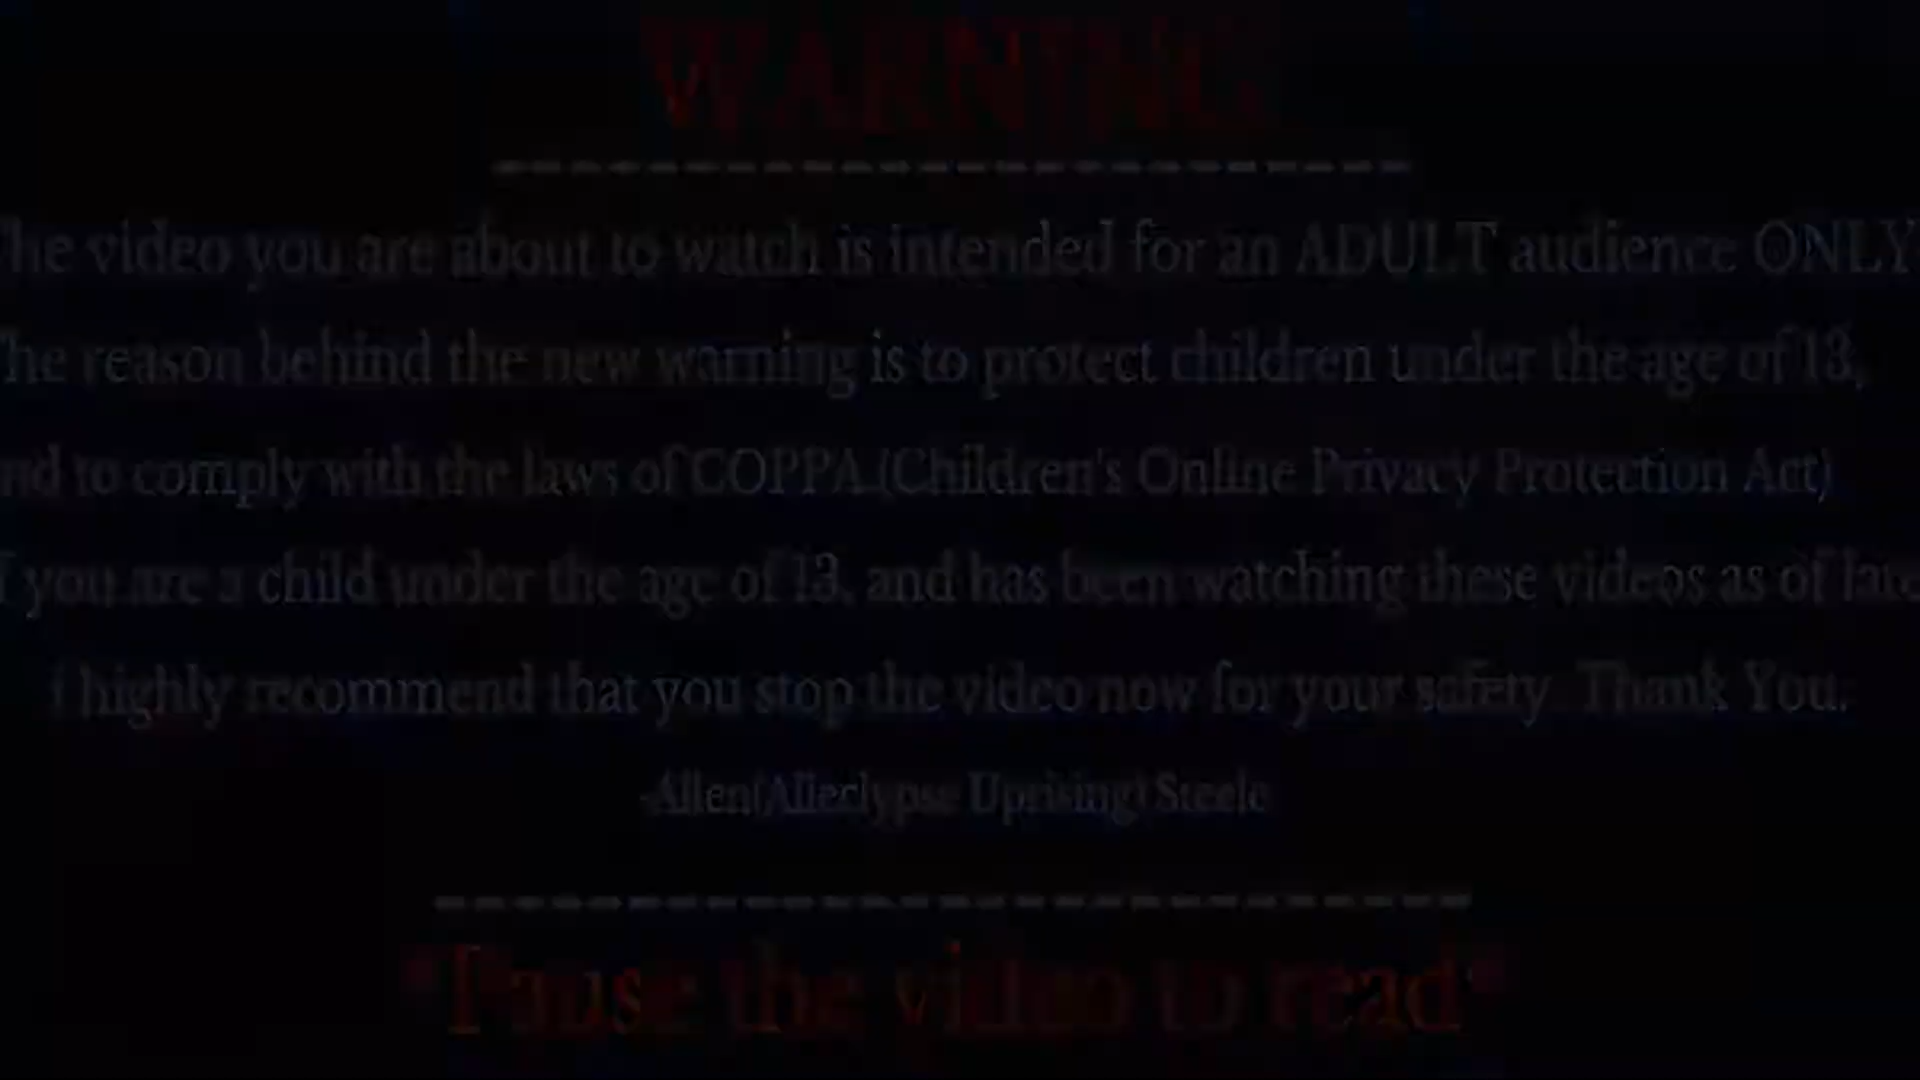 WARNING
------------------------
The video you are about to watch is intended for an ADULT audience ONLY
The reason behind the new warning is to protect children under the age of 13,
nd to comply with the laws of COPPA.(Children's Online Privacy Protection Act)
f you are a child under the age of 13, and has been watching these videos as of late
I highly recommend that you stop the video now for your safety. Thank You.
-Allen(Alleclypse Uprising) Steele
---------------------------
"Pause the video to read"